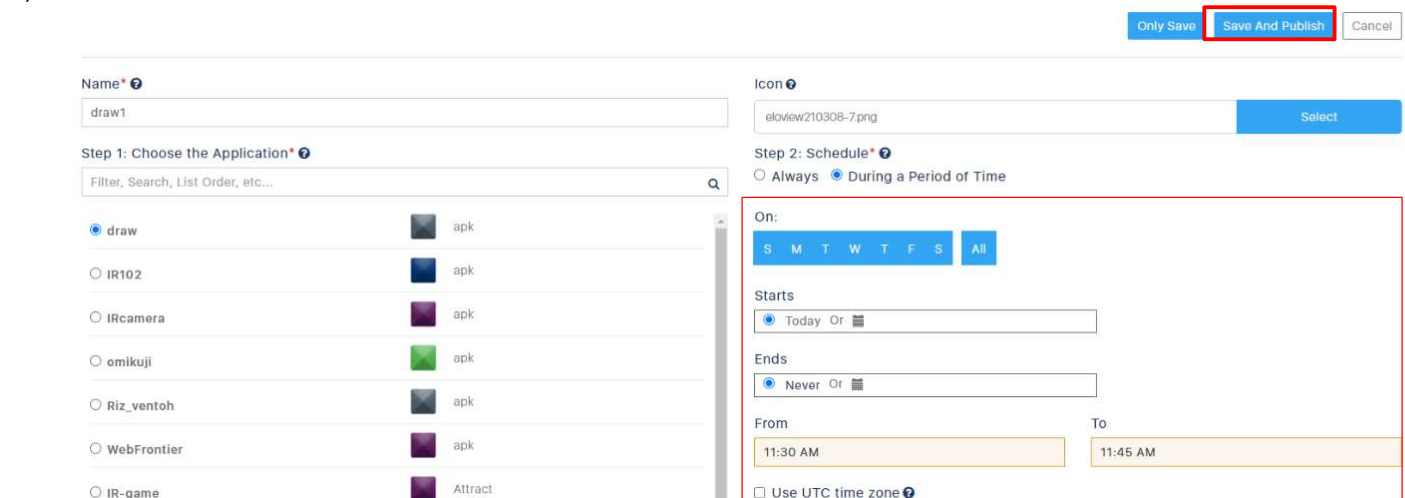 Only Save Save And Publish Cancel
Name*
draw1
Step 1: Choose the Application*
Filter, Search, List Order, etc...
draw apk
IR102 apk
IRcamera apk
omikuji apk
Riz_ventoh apk
WebFrontier apk
IR-game Attract
Icon
eloview210308-7.png Select
Step 2: Schedule*
Always During a Period of Time
On:
S M T W T F S All
Starts
Today Or
Ends
Never Or
From To
11:30 AM 11:45 AM
Use UTC time zone